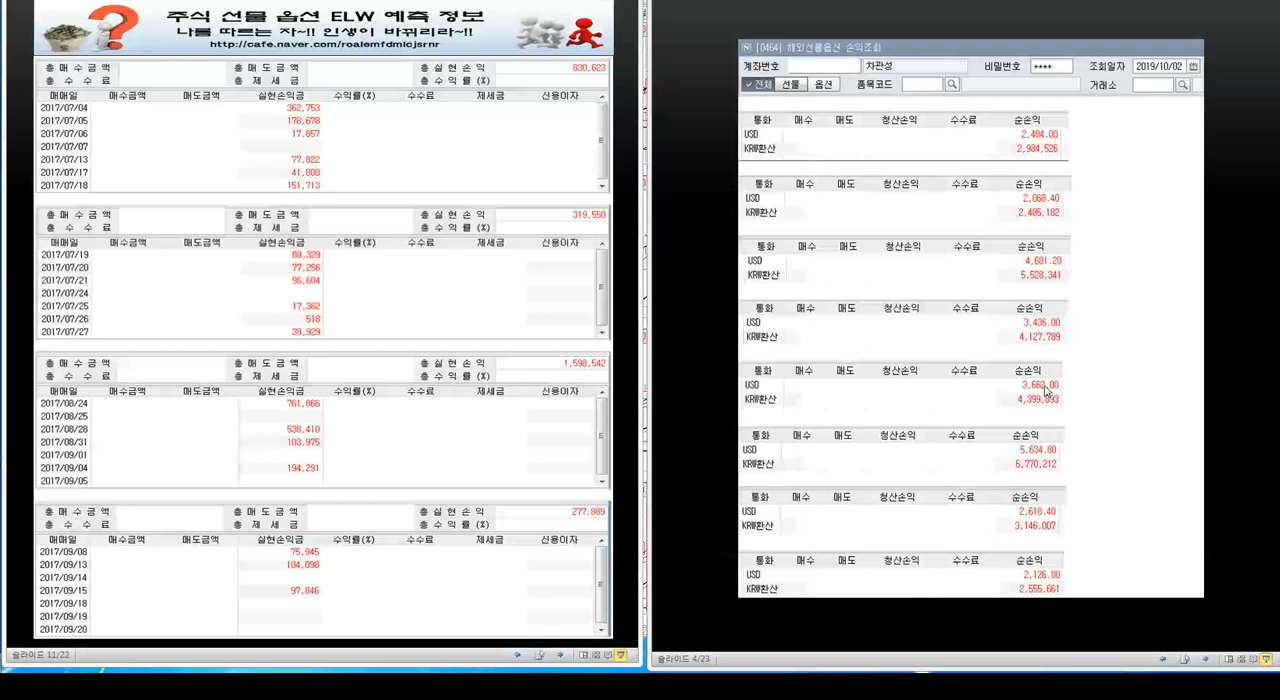 주식 선물 옵션 ELW 예측 정보
나를 따르는 자~!! 인생이 바뀌리라~!!
http://cafe.naver.com/roalemfdmlcjsrnr
총 매 수 금 액 총 매 도 금 액 총 실 현 손 익 830,623
총 수 수 료 총 제 세 금 총 수 익 률 (%)
매매일 매수금액 매도금액 실현손익금 수익률(%) 수수료 제세금 신용이자
2017/07/04 362,753
2017/07/05 178,678
2017/07/06 17,857
2017/07/07
2017/07/13 77,822
2017/07/17 41,800
2017/07/18 151,713
총 매 수 금 액 총 매 도 금 액 총 실 현 손 익 319,550
총 수 수 료 총 제 세 금 총 수 익 률 (%)
매매일 매수금액 매도금액 실현손익금 수익률(%) 수수료 제세금 신용이자
2017/07/19 88,329
2017/07/20 77,256
2017/07/21 96,604
2017/07/24
2017/07/25 17,362
2017/07/26 518
2017/07/27 39,929
총 매 수 금 액 총 매 도 금 액 총 실 현 손 익 1,598,542
총 수 수 료 총 제 세 금 총 수 익 률 (%)
매매일 매수금액 매도금액 실현손익금 수익률(%) 수수료 제세금 신용이자
2017/08/24 761,866
2017/08/25
2017/08/28 538,410
2017/08/31 103,975
2017/09/01
2017/09/04 194,291
2017/09/05
총 매 수 금 액 총 매 도 금 액 총 실 현 손 익 277,889
총 수 수 료 총 제 세 금 총 수 익 률 (%)
매매일 매수금액 매도금액 실현손익금 수익률(%) 수수료 제세금 신용이자
2017/09/08 75,945
2017/09/13 104,098
2017/09/14
2017/09/15 97,846
2017/09/18
2017/09/19
2017/09/20
슬라이드 11/22
[0464] 해외선물옵션 손익조회
계좌번호 차관성 비밀번호 **** 조회일자 2019/10/02
전체 선물 옵션 품목코드 거래소
통화 매수 매도 청산손익 수수료 순손익
USD 2,484.00
KRW환산 2,984,526
통화 매수 매도 청산손익 수수료 순손익
USD 2,068.40
KRW환산 2,485,182
통화 매수 매도 청산손익 수수료 순손익
USD 4,601.20
KRW환산 5,528,341
통화 매수 매도 청산손익 수수료 순손익
USD 3,436.00
KRW환산 4,127,789
통화 매수 매도 청산손익 수수료 순손익
USD
KRW환산
통화 매수 매도 청산손익 수수료 순손익
USD 5,634.80
KRW환산 6,770,212
통화 매수 매도 청산손익 수수료 순손익
USD 2,618.40
KRW환산 3,146,007
통화 매수 매도 청산손익 수수료 순손익
USD 2,126.80
KRW환산 2,555,661
슬라이드 4/23